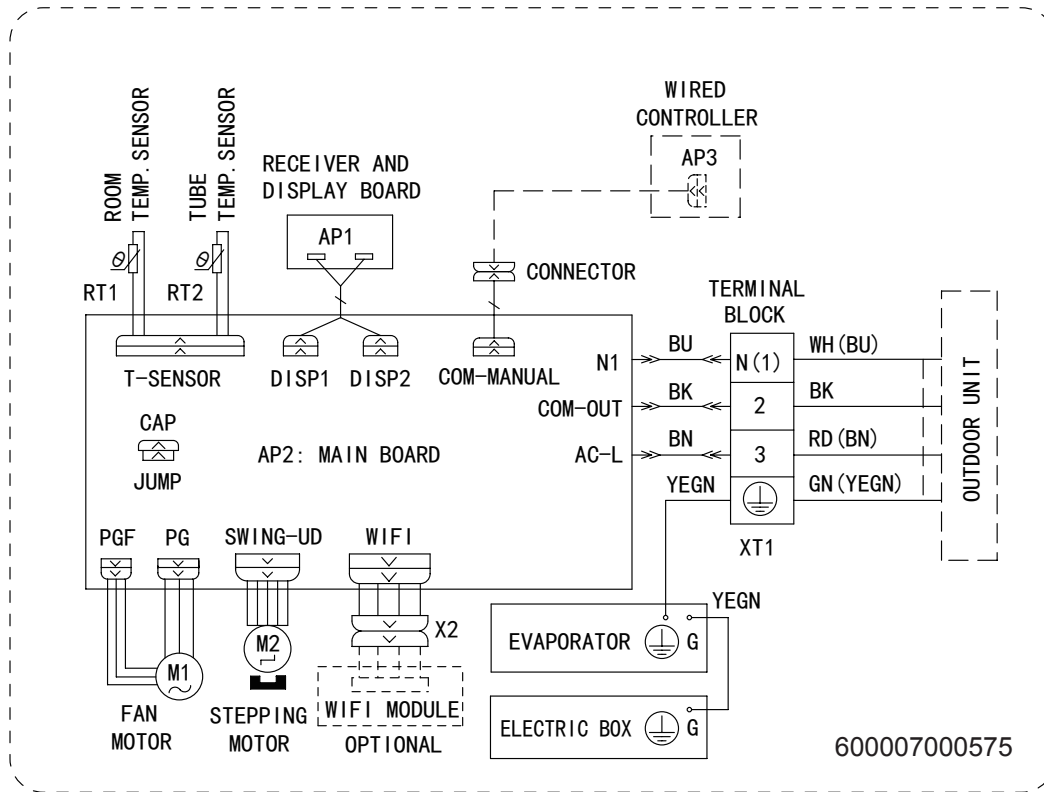 WIRED
CONTROLLER
AP3
ROOM
TEMP. SENSOR
TUBE
TEMP. SENSOR
RECEIVER AND
DISPLAY BOARD
AP1
θ
θ
RT1
RT2
CONNECTOR
TERMINAL
BLOCK
T-SENSOR
DISP1
DISP2
COM-MANUAL
N1
BU
N(1)
WH(BU)
COM-OUT
BK
2
BK
AC-L
BN
3
RD(BN)
YEGN
GN(YEGN)
XT1
OUTDOOR UNIT
CAP
JUMP
AP2: MAIN BOARD
PGF
PG
SWING-UD
WIFI
X2
YEGN
M1
M2
FAN
MOTOR
STEPPING
MOTOR
WIFI MODULE
OPTIONAL
EVAPORATOR
G
ELECTRIC BOX
G
600007000575